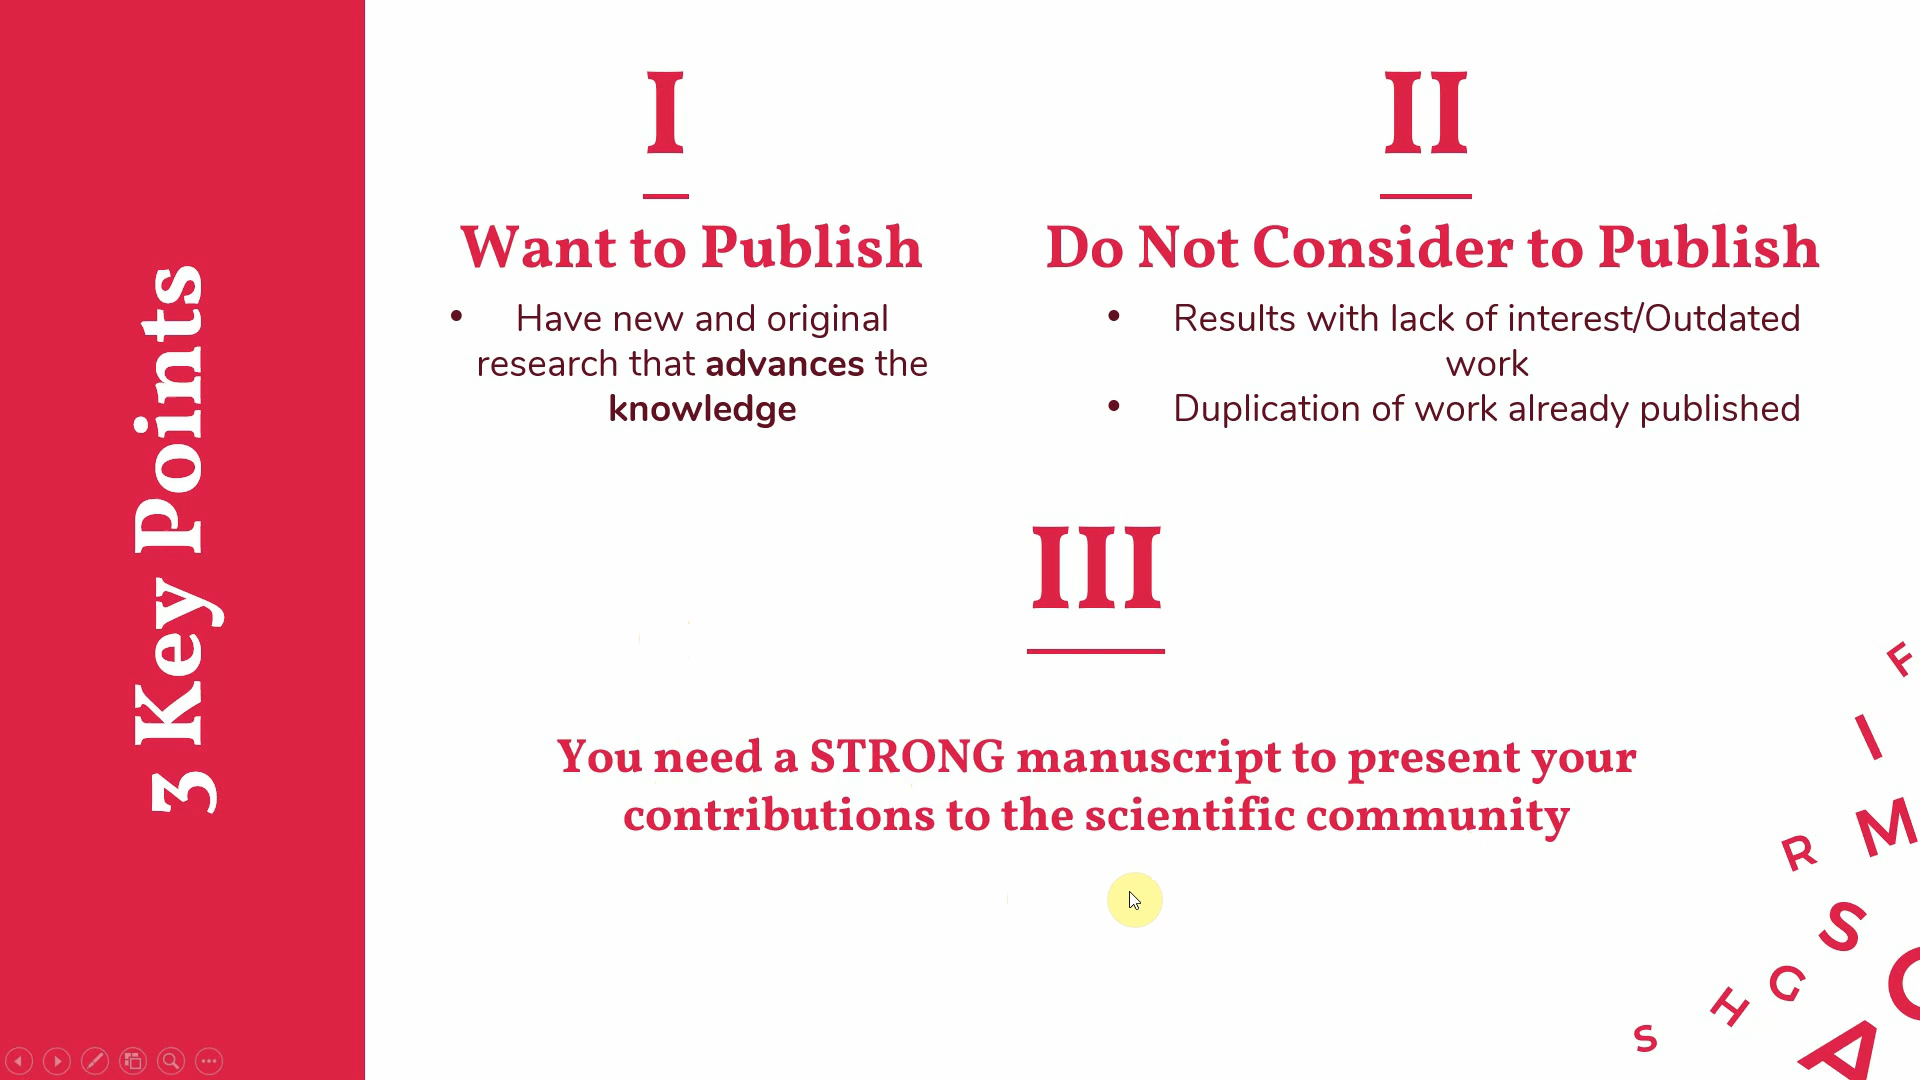 3 Key Points
I
Want to Publish
• Have new and original
research that advances the
knowledge
II
Do Not Consider to Publish
• Results with lack of interest/Outdated
work
• Duplication of work already published
III
You need a STRONG manuscript to present your
contributions to the scientific community
F
I
M
R
S
G
H
S
A